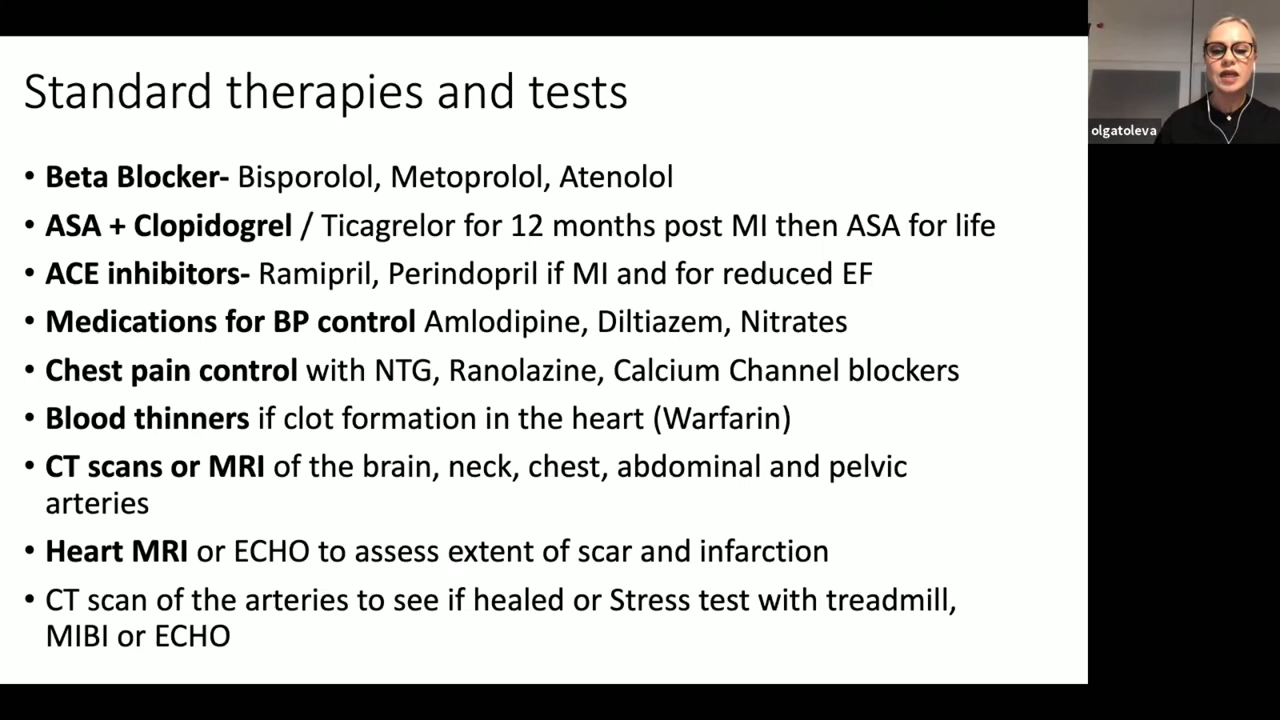 Standard therapies and tests
• Beta Blocker- Bisporolol, Metoprolol, Atenolol
• ASA + Clopidogrel / Ticagrelor for 12 months post MI then ASA for life
• ACE inhibitors- Ramipril, Perindopril if MI and for reduced EF
• Medications for BP control Amlodipine, Diltiazem, Nitrates
• Chest pain control with NTG, Ranolazine, Calcium Channel blockers
• Blood thinners if clot formation in the heart (Warfarin)
• CT scans or MRI of the brain, neck, chest, abdominal and pelvic
arteries
• Heart MRI or ECHO to assess extent of scar and infarction
• CT scan of the arteries to see if healed or Stress test with treadmill,
MIBI or ECHO
olgatoleva